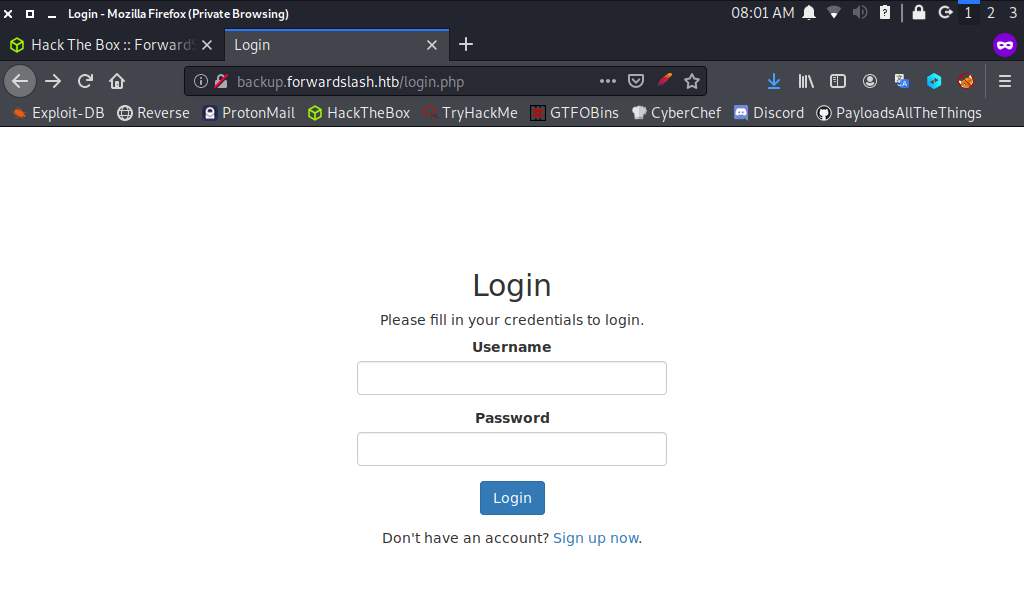 Login - Mozilla Firefox (Private Browsing) 08:01 AM 1 2 3
Hack The Box :: ForwardS Login
backup.forwardslash.htb/login.php
Exploit-DB Reverse ProtonMail HackTheBox TryHackMe GTFOBins CyberChef Discord PayloadsAllTheThings
Login
Please fill in your credentials to login.
Username
Password
Login
Don't have an account? Sign up now.